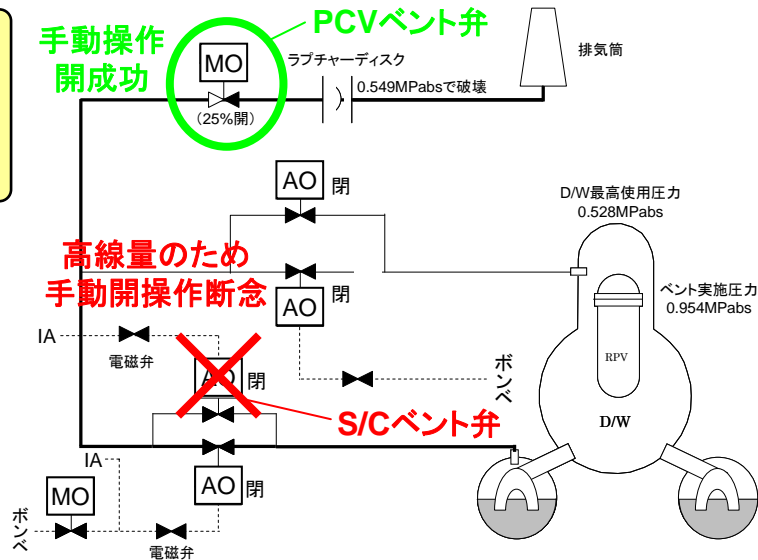 手動操作
開成功
PCVベント弁
MO
(25%開)
ラプチャーディスク
0.549MPabsで破壊
排気筒
AO 閉
D/W最高使用圧力
0.528MPabs
高線量のため
手動開操作断念
AO 閉
ベント実施圧力
0.954MPabs
IA
電磁弁
AO 閉
ボンベ
RPV
D/W
S/Cベント弁
IA
AO 閉
MO
ボンベ
電磁弁